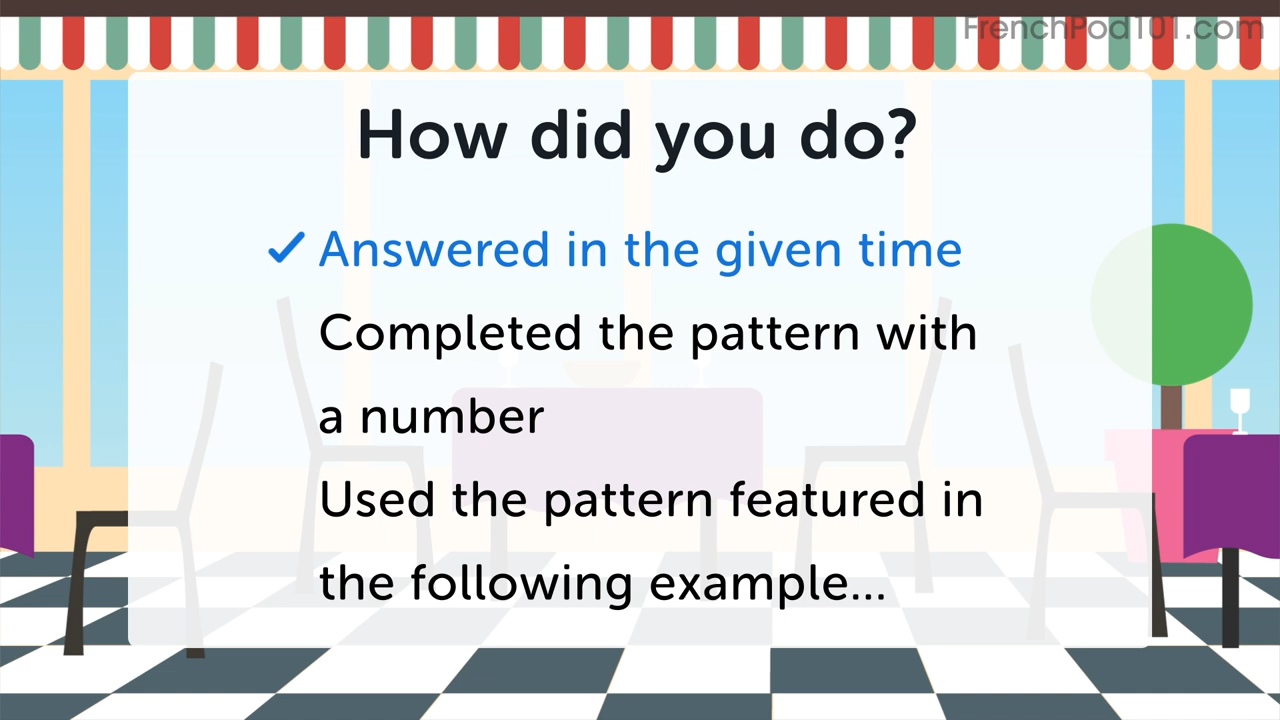 FrenchPod101.com
How did you do?
✓ Answered in the given time
Completed the pattern with
a number
Used the pattern featured in
the following example...